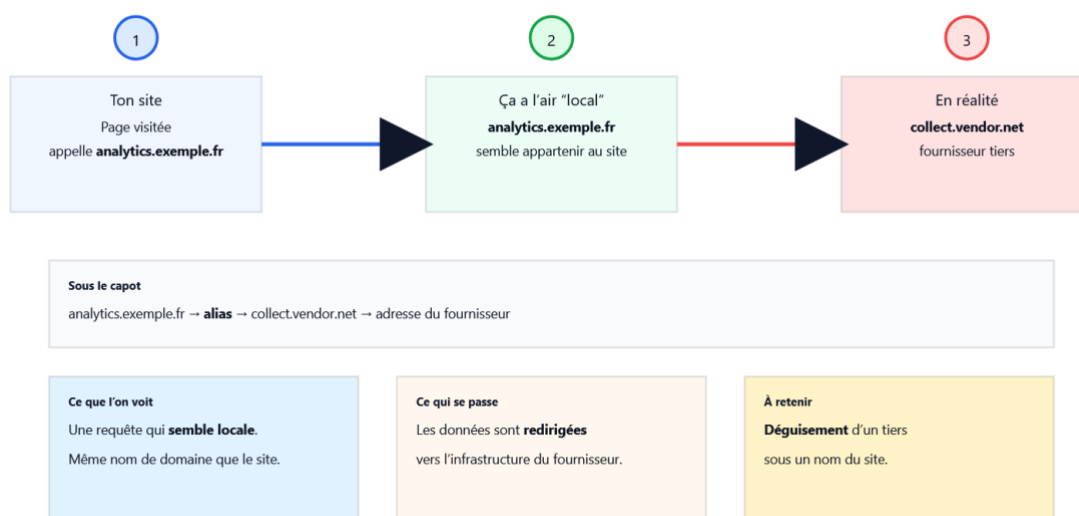 1
2
3
Ton site
Page visitée
appelle analytics.exemple.fr
Ça a l’air “local”
analytics.exemple.fr
semble appartenir au site
En réalité
collect.vendor.net
fournisseur tiers
Sous le capot
analytics.exemple.fr → alias → collect.vendor.net → adresse du fournisseur
Ce que l’on voit
Une requête qui semble locale.
Même nom de domaine que le site.
Ce qui se passe
Les données sont redirigées
vers l’infrastructure du fournisseur.
À retenir
Déguisement d’un tiers
sous un nom du site.